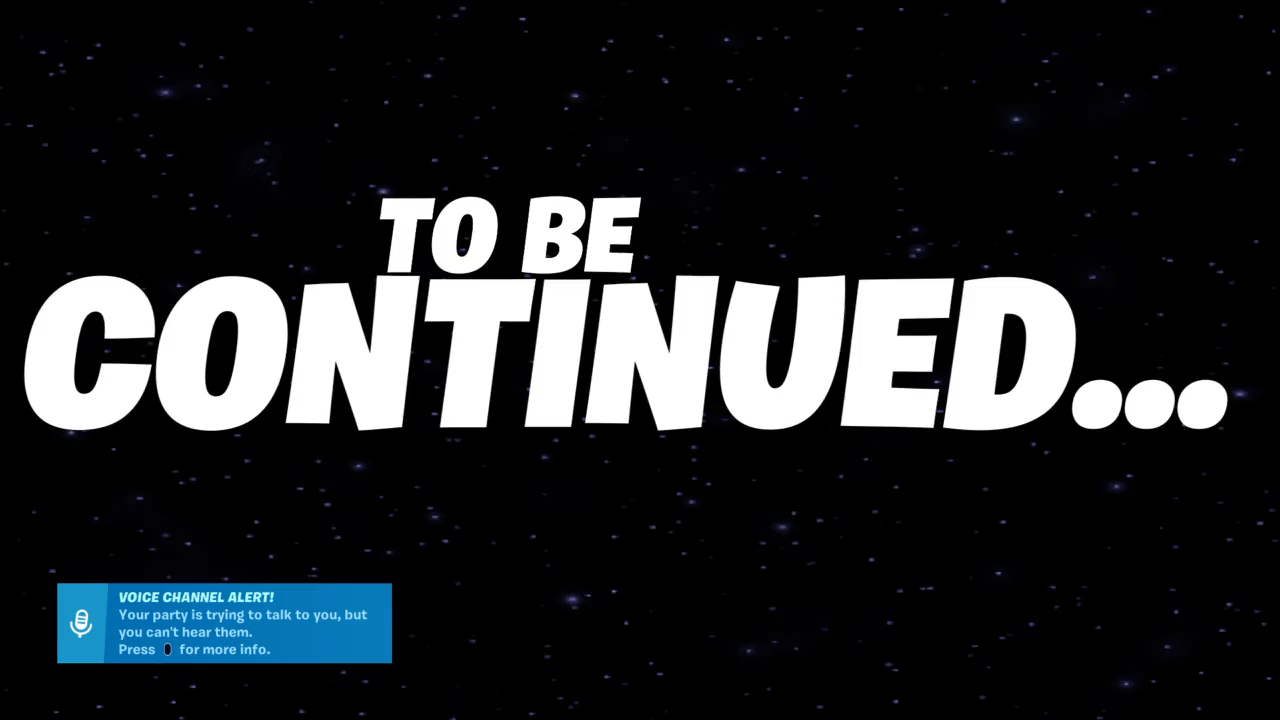 TO BE
CONTINUED...
VOICE CHANNEL ALERT!
Your party is trying to talk to you, but
you can't hear them.
Press for more info.